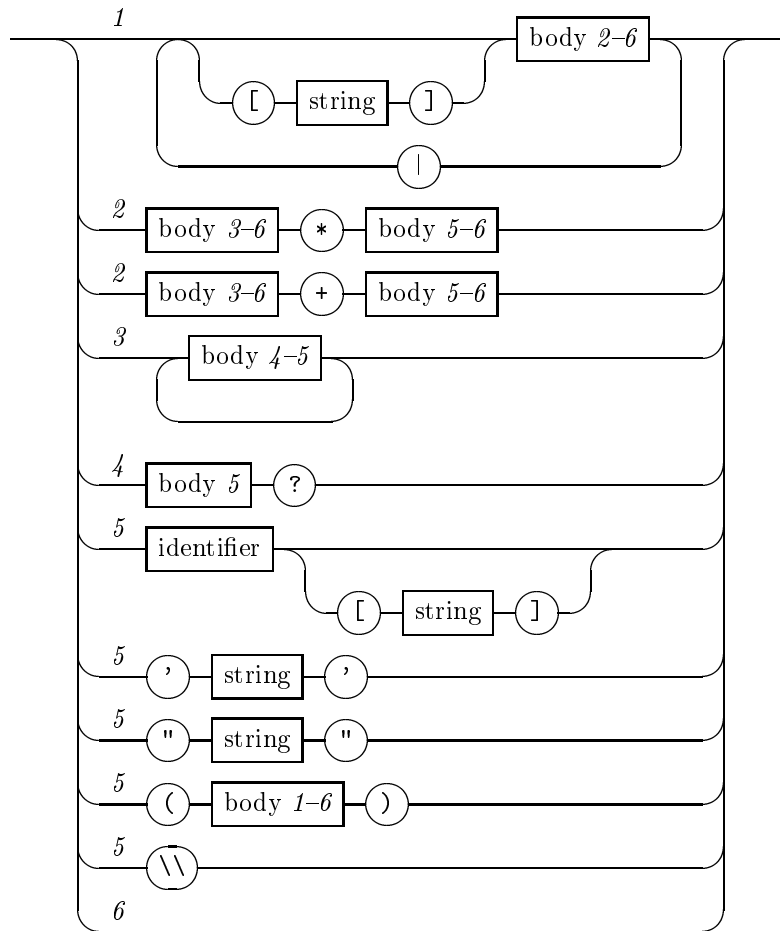 1
body 2–6
[ string ]
|
2 body 3–6 * body 5–6
2 body 3–6 + body 5–6
3 body 4–5
4 body 5 ?
5 identifier
[ string ]
5 ' string '
5 " string "
5 ( body 1–6 )
5 \\
6